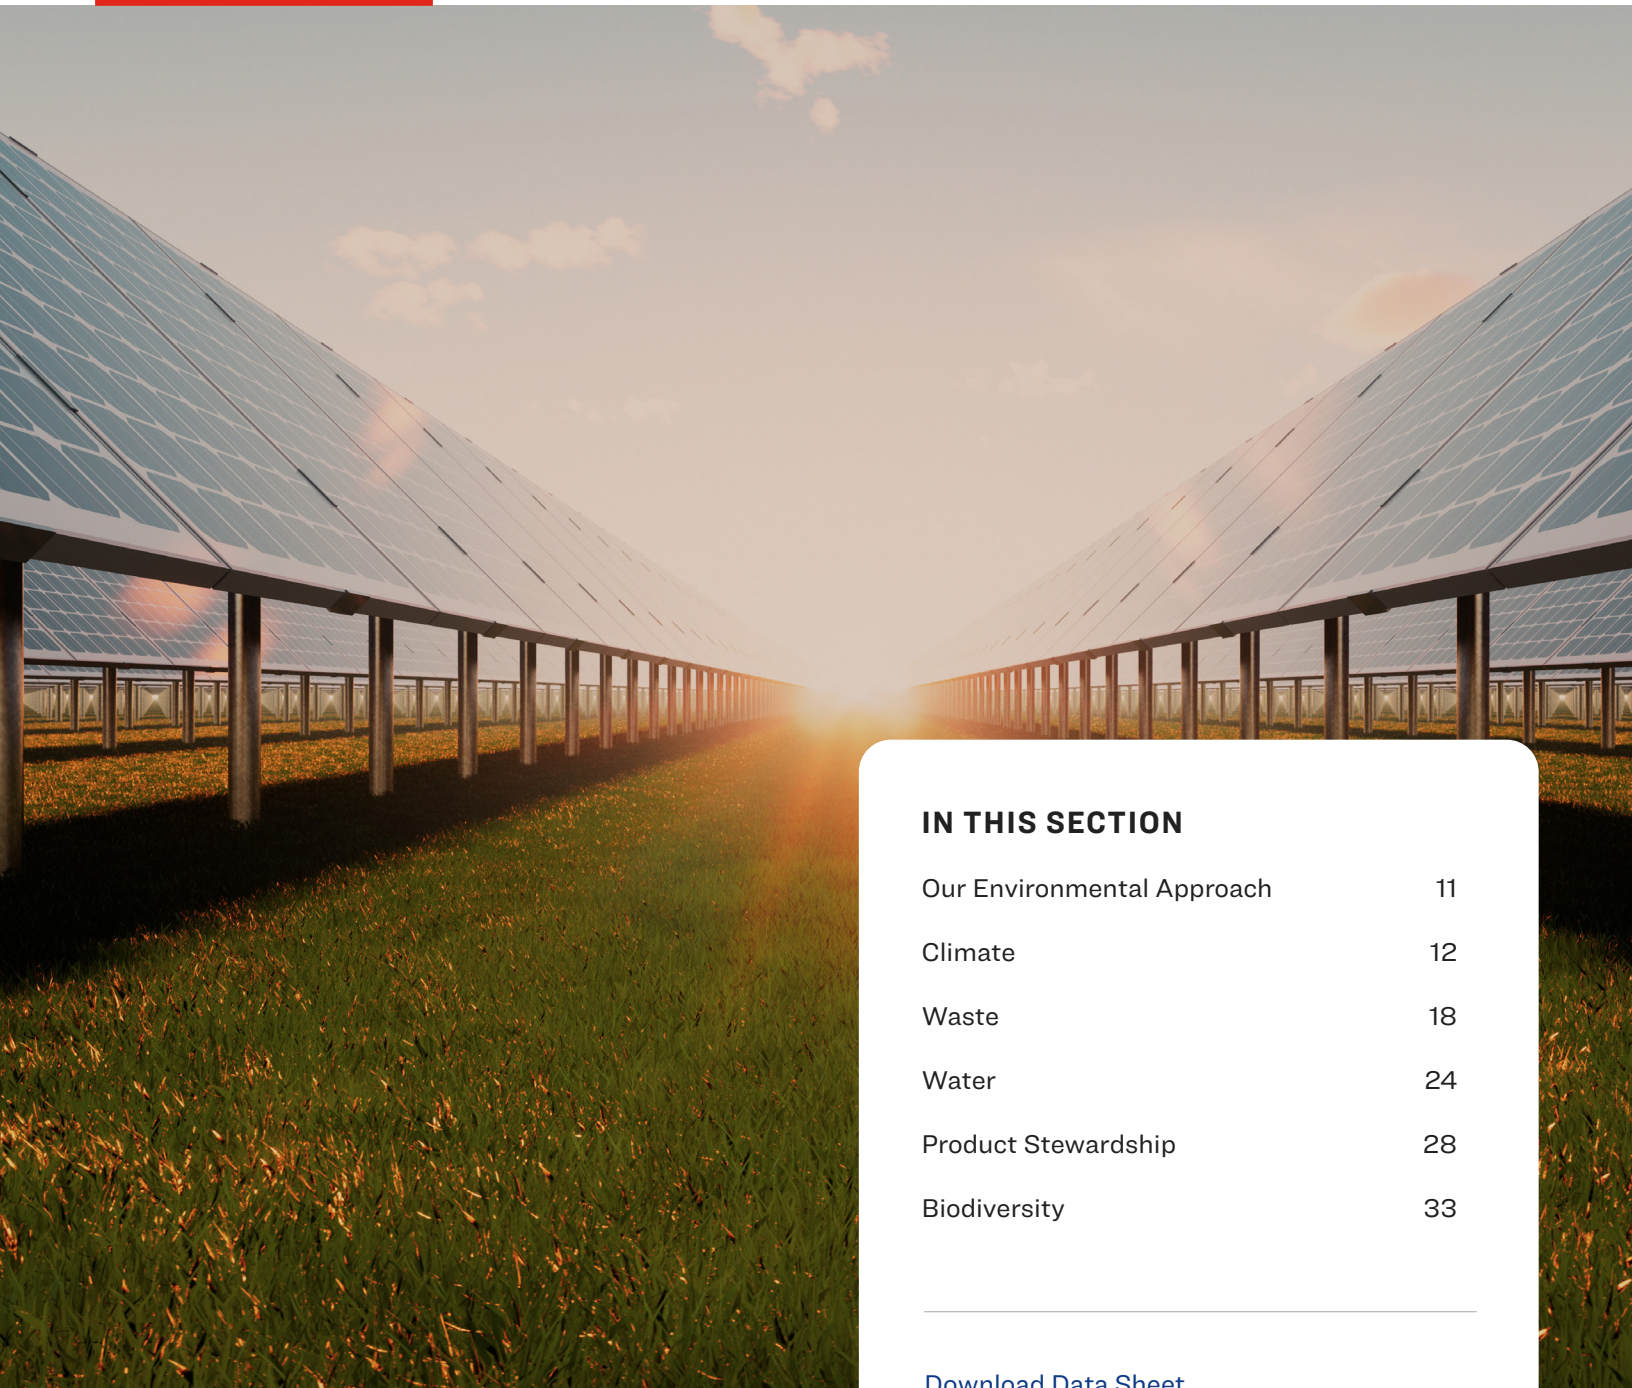 IN THIS SECTION
Our Environmental Approach 11
Climate 12
Waste 18
Water 24
Product Stewardship 28
Biodiversity 33
Download Data Sheet